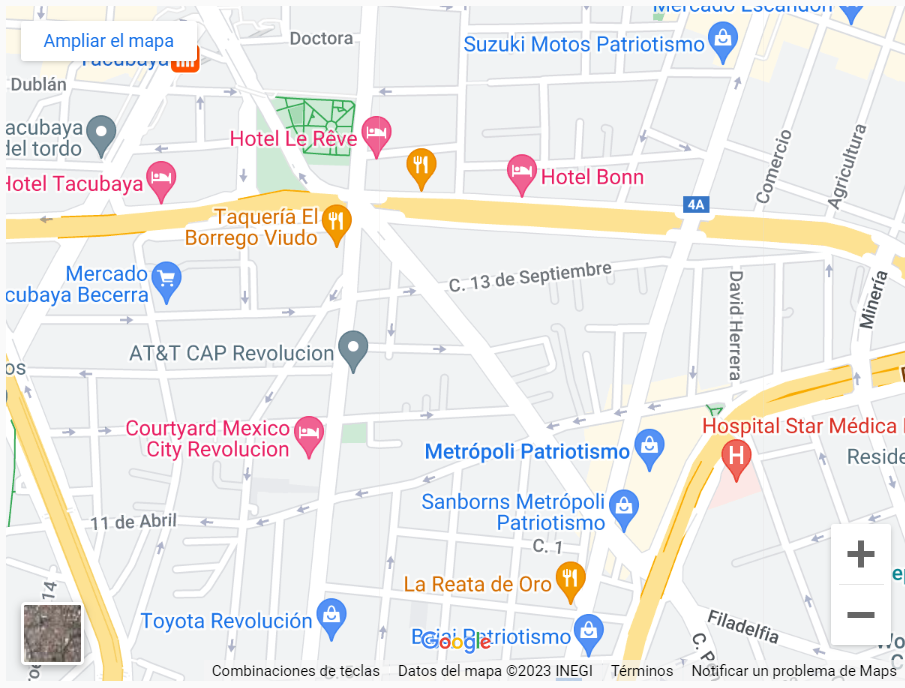 Mercado Escandón
Ampliar el mapa
Doctora
Suzuki Motos Patriotismo
Tacubaya
Dublán
acubaya
del tordo
Hotel Le Rêve
Comercio
Agricultura
Hotel Tacubaya
Hotel Bonn
4A
Taquería El
Borrego Viudo
Mercado
cubaya Becerra
C. 13 de Septiembre
David Herrera
Minería
AT&T CAP Revolucion
os
Courtyard Mexico
City Revolucion
Metrópoli Patriotismo
Hospital Star Médica
H
Reside
Sanborns Metrópoli
Patriotismo
11 de Abril
C. 1
La Reata de Oro
14
Toyota Revolución
Bajaj Patriotismo
Google
Filadelfia
C. P
Combinaciones de teclas
Datos del mapa ©2023 INEGI
Términos
Notificar un problema de Maps